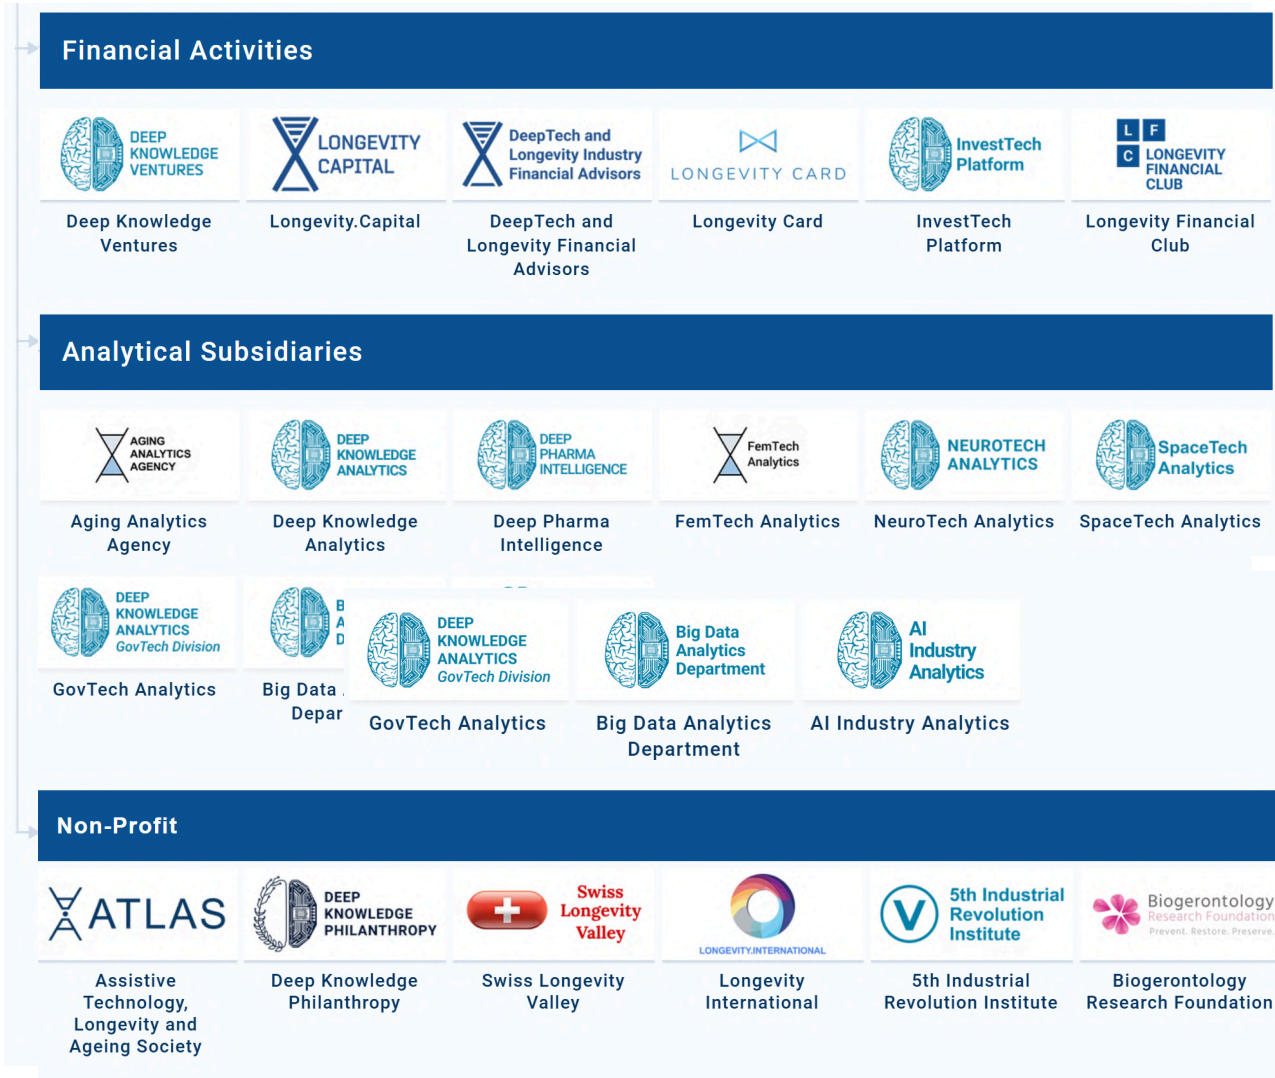 Financial Activities
DEEP
KNOWLEDGE
VENTURES
LONGEVITY
CAPITAL
DeepTech and
Longevity Industry
Financial Advisors
LONGEVITY CARD
InvestTech
Platform
L F
C LONGEVITY
FINANCIAL
CLUB
Deep Knowledge
Ventures
Longevity.Capital
DeepTech and
Longevity Financial
Advisors
Longevity Card
InvestTech
Platform
Longevity Financial
Club
Analytical Subsidiaries
AGING
ANALYTICS
AGENCY
DEEP
KNOWLEDGE
ANALYTICS
DEEP
PHARMA
INTELLIGENCE
FemTech
Analytics
NEUROTECH
ANALYTICS
SpaceTech
Analytics
Aging Analytics
Agency
Deep Knowledge
Analytics
Deep Pharma
Intelligence
FemTech Analytics
NeuroTech Analytics
SpaceTech Analytics
DEEP
KNOWLEDGE
ANALYTICS
GovTech Division
B
A
D
DEEP
KNOWLEDGE
ANALYTICS
GovTech Division
Big Data
Analytics
Department
AI
Industry
Analytics
GovTech Analytics
Big Data
Depar
GovTech Analytics
Big Data Analytics
Department
AI Industry Analytics
Non-Profit
ATLAS
DEEP
KNOWLEDGE
PHILANTHROPY
Swiss
Longevity
Valley
LONGEVITY.INTERNATIONAL
V
5th Industrial
Revolution
Institute
Biogerontology
Research Foundation
Prevent. Restore. Preserve.
Assistive
Technology,
Longevity and
Ageing Society
Deep Knowledge
Philanthropy
Swiss Longevity
Valley
Longevity
International
5th Industrial
Revolution Institute
Biogerontology
Research Foundation